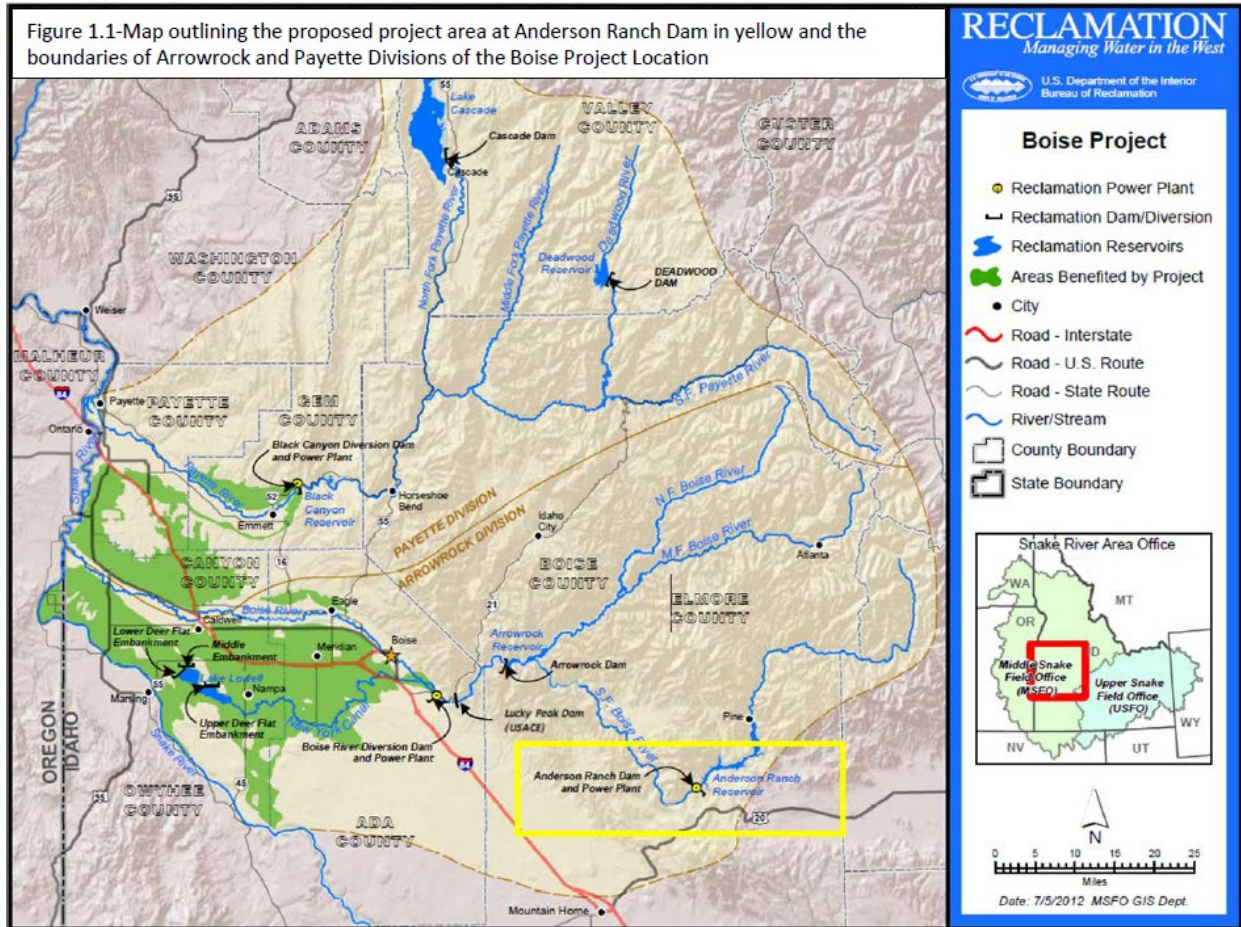 Figure 1.1-Map outlining the proposed project area at Anderson Ranch Dam in yellow and the
boundaries of Arrowrock and Payette Divisions of the Boise Project Location
55
Lake
Cascade
VALLEY
COUNTY
ADAMS
COUNTY
CUSTER
COUNTY
Cascade Dam
Cascade
95
North Fork Payette River
Middle Fork Payette River
Deadwood River
WASHINGTON
COUNTY
Deadwood
Reservoir
DEADWOOD
DAM
Weiser
MALHEUR
COUNTY
84
S.F. Payette River
Payette
PAYETTE
COUNTY
GEM
COUNTY
Ontario
Snake River
Black Canyon Diversion Dam
and Power Plant
Payette River
52
Black
Canyon
Reservoir
Horseshoe
Bend
Emmett
55
N.F. Boise River
Idaho
City
PAYETTE DIVISION
ARROWROCK DIVISION
M.F. Boise River
Atlanta
CANYON
COUNTY
16
BOISE
COUNTY
ELMORE
COUNTY
21
Boise River
Eagle
Caldwell
Lower Deer Flat
Embankment
Middle
Embankment
Meridian
Boise
Arrowrock
Reservoir
Arrowrock Dam
Lake Lowell
Nampa
Marsing
55
Upper Deer Flat
Embankment
New York Canal
Lucky Peak Dam
(USACE)
S.F. Boise River
Pine
Boise River Diversion Dam
and Power Plant
84
OREGON
IDAHO
Snake River
45
Anderson Ranch Dam
and Power Plant
Anderson Ranch
Reservoir
95
OWYHEE
COUNTY
ADA
COUNTY
20
Mountain Home
RECLAMATION
Managing Water in the West
U.S. Department of the Interior
Bureau of Reclamation
Boise Project
Reclamation Power Plant
Reclamation Dam/Diversion
Reclamation Reservoirs
Areas Benefited by Project
City
Road - Interstate
Road - U.S. Route
Road - State Route
River/Stream
County Boundary
State Boundary
Snake River Area Office
WA
MT
OR
ID
Middle Snake
Field Office
(MSFO)
Upper Snake
Field Office
(USFO)
WY
NV
UT
N
0 5 10 15 20 25
Miles
Date: 7/5/2012 MSFO GIS Dept.